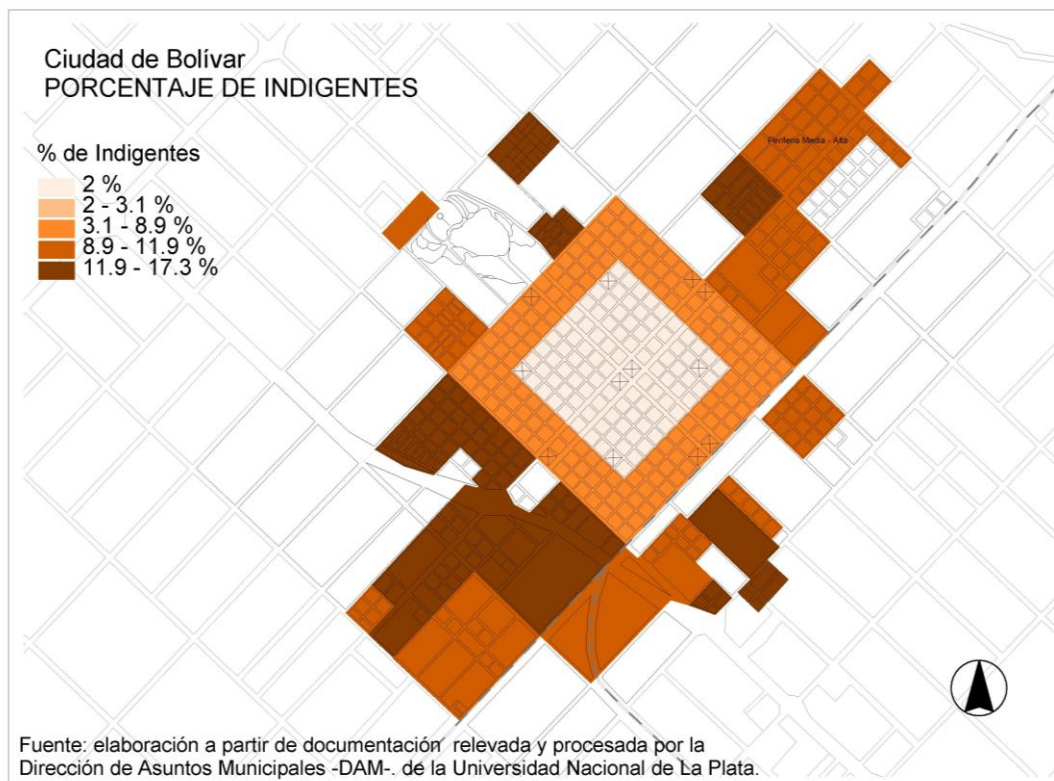 Ciudad de Bolívar
PORCENTAJE DE INDIGENTES
% de Indigentes
2 %
2 - 3.1 %
3.1 - 8.9 %
8.9 - 11.9 %
11.9 - 17.3 %
Periferia Media - Alta
Fuente: elaboración a partir de documentación relevada y procesada por la
Dirección de Asuntos Municipales -DAM-. de la Universidad Nacional de La Plata.